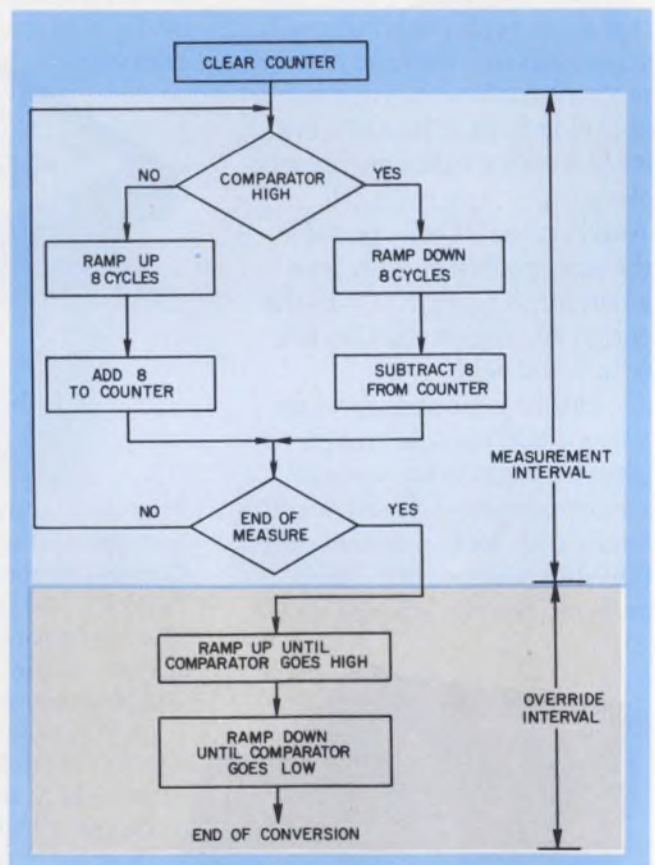 CLEAR COUNTER
NO
COMPARATOR
HIGH
YES
RAMP UP
8 CYCLES
RAMP DOWN
8 CYCLES
ADD 8
TO COUNTER
SUBTRACT 8
FROM COUNTER
MEASUREMENT
INTERVAL
NO
END OF
MEASURE
YES
RAMP UP UNTIL
COMPARATOR GOES HIGH
OVERRIDE
INTERVAL
RAMP DOWN
UNTIL COMPARATOR
GOES LOW
END OF CONVERSION